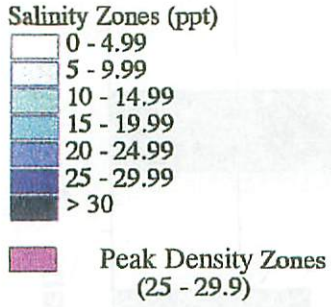 Salinity Zones (ppt)
0 - 4.99
5 - 9.99
10 - 14.99
15 - 19.99
20 - 24.99
25 - 29.99
> 30
Peak Density Zones
(25 - 29.9)